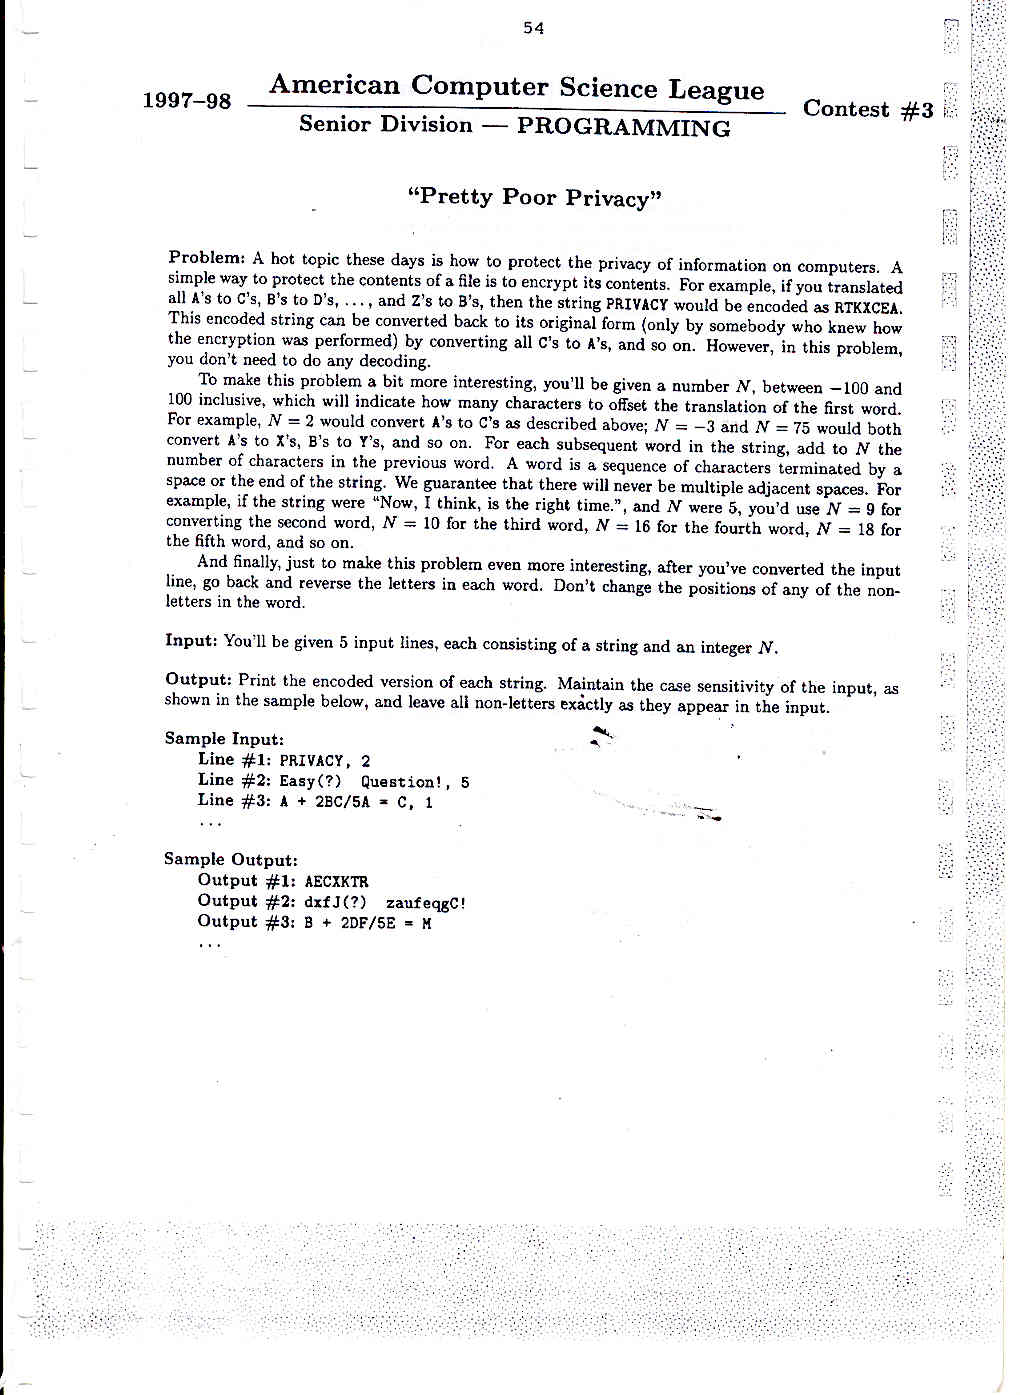 54
American Computer Science League
1997–98
Contest #3
Senior Division — PROGRAMMING
“Pretty Poor Privacy”
Problem: A hot topic these days is how to protect the privacy of information on computers. A
simple way to protect the contents of a file is to encrypt its contents. For example, if you translated
all A's to C's, B's to D's, ..., and Z's to B's, then the string PRIVACY would be encoded as RTKXCEA.
This encoded string can be converted back to its original form (only by somebody who knew how
the encryption was performed) by converting all C's to A's, and so on. However, in this problem,
you don't need to do any decoding.
To make this problem a bit more interesting, you'll be given a number N, between −100 and
100 inclusive, which will indicate how many characters to offset the translation of the first word.
For example, N = 2 would convert A's to C's as described above; N = −3 and N = 75 would both
convert A's to X's, B's to Y's, and so on. For each subsequent word in the string, add to N the
number of characters in the previous word. A word is a sequence of characters terminated by a
space or the end of the string. We guarantee that there will never be multiple adjacent spaces. For
example, if the string were “Now, I think, is the right time.”, and N were 5, you'd use N = 9 for
converting the second word, N = 10 for the third word, N = 16 for the fourth word, N = 18 for
the fifth word, and so on.
And finally, just to make this problem even more interesting, after you've converted the input
line, go back and reverse the letters in each word. Don't change the positions of any of the non-
letters in the word.
Input: You'll be given 5 input lines, each consisting of a string and an integer N.
Output: Print the encoded version of each string. Maintain the case sensitivity of the input, as
shown in the sample below, and leave all non-letters exactly as they appear in the input.
Sample Input:
Line #1: PRIVACY, 2
Line #2: Easy(?)  Question!, 5
Line #3: A + 2BC/5A = C, 1
...
Sample Output:
Output #1: AECXKTR
Output #2: dxfJ(?)  zaufeqgC!
Output #3: B + 2DF/5E = M
...